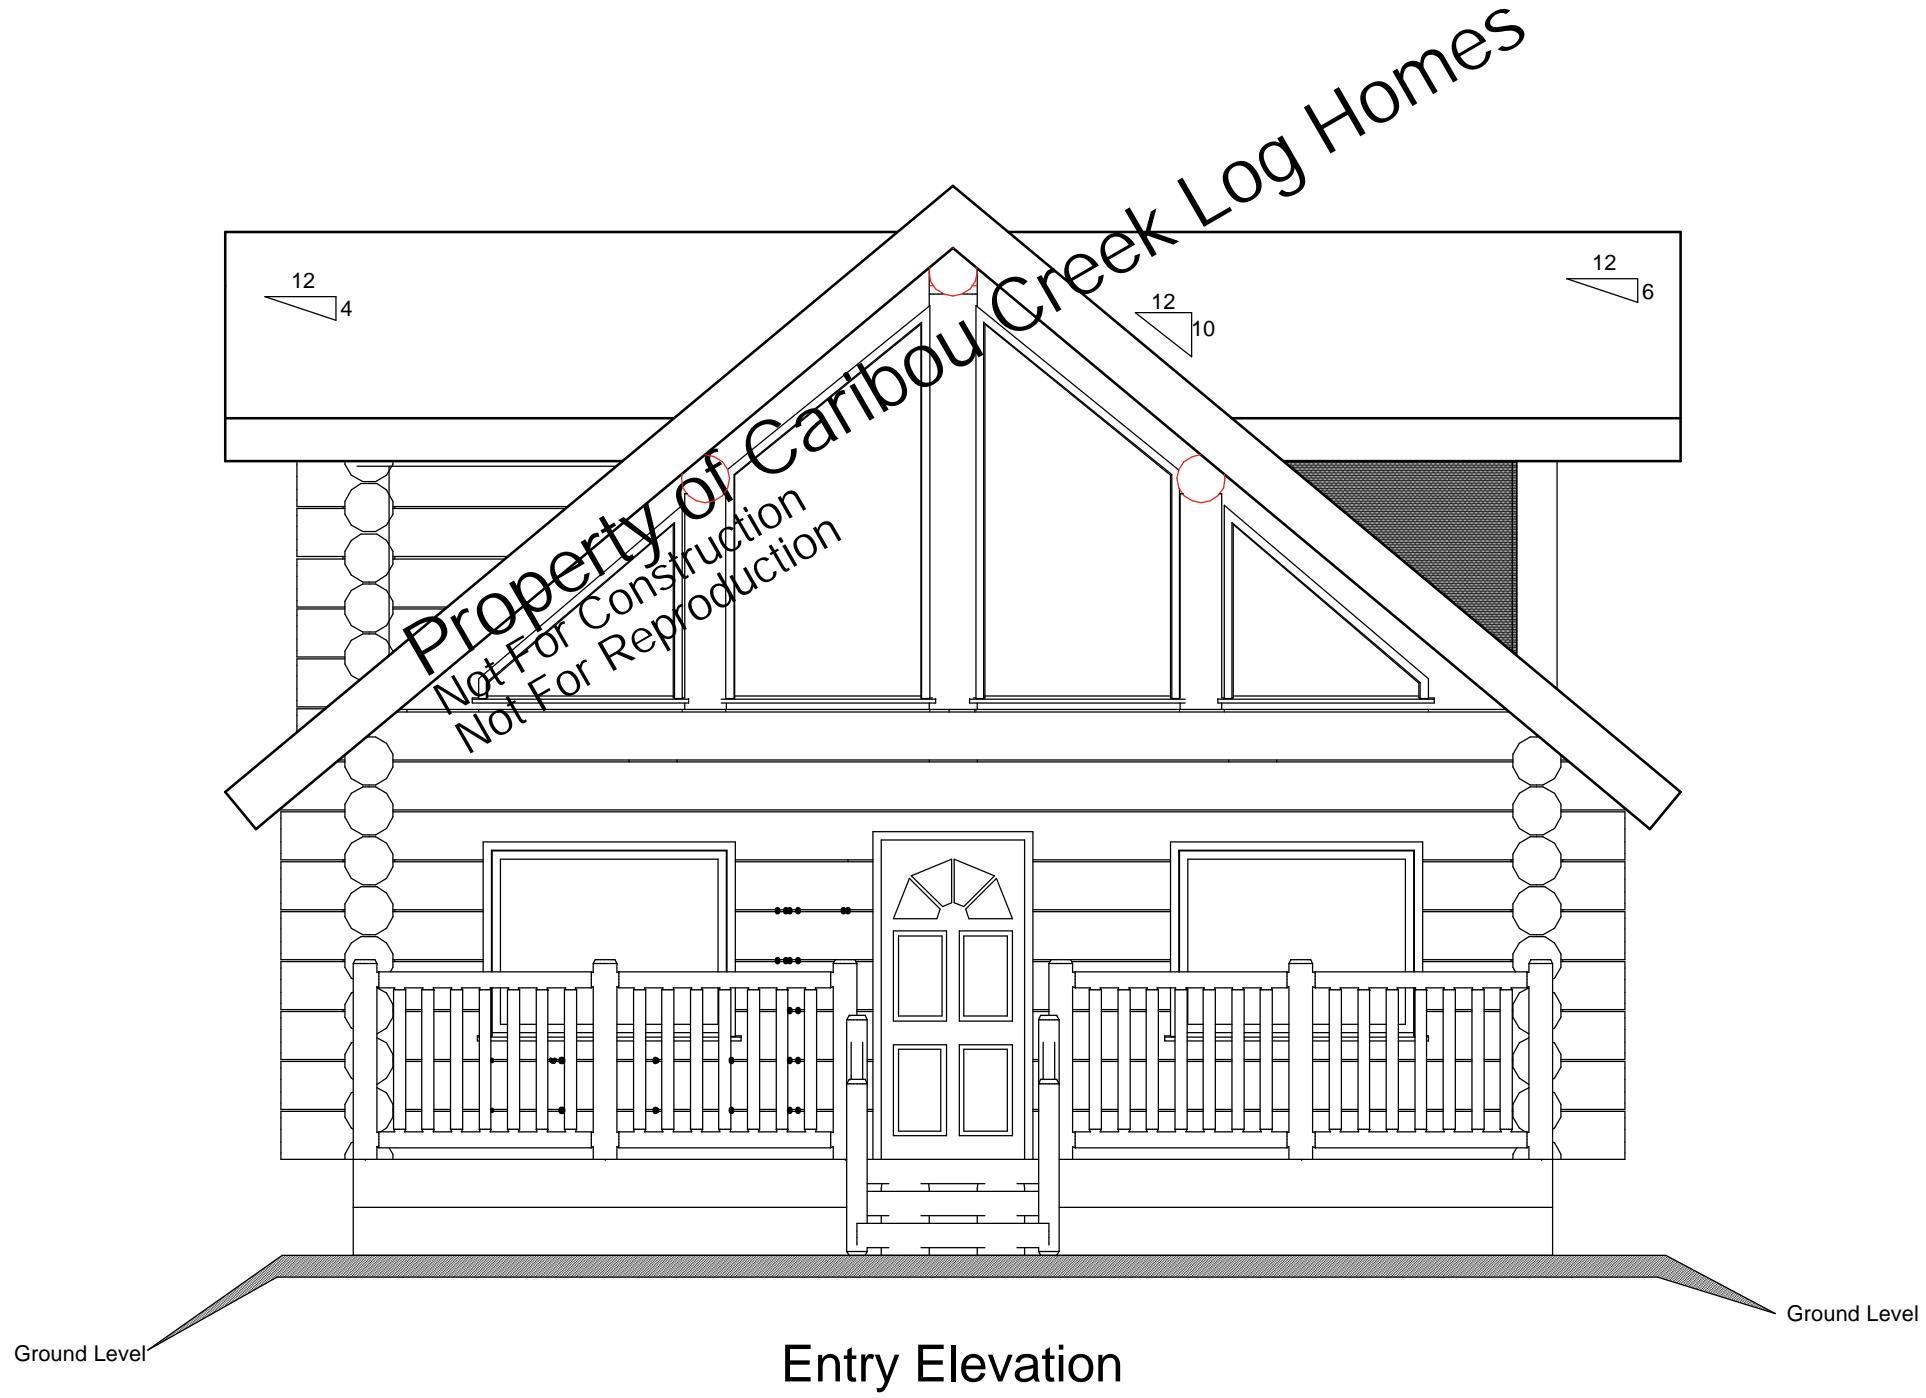 Property of Caribou Creek Log Homes
Not For Construction
Not For Reproduction
12
4
12
10
12
6
Ground Level
Ground Level
Entry Elevation